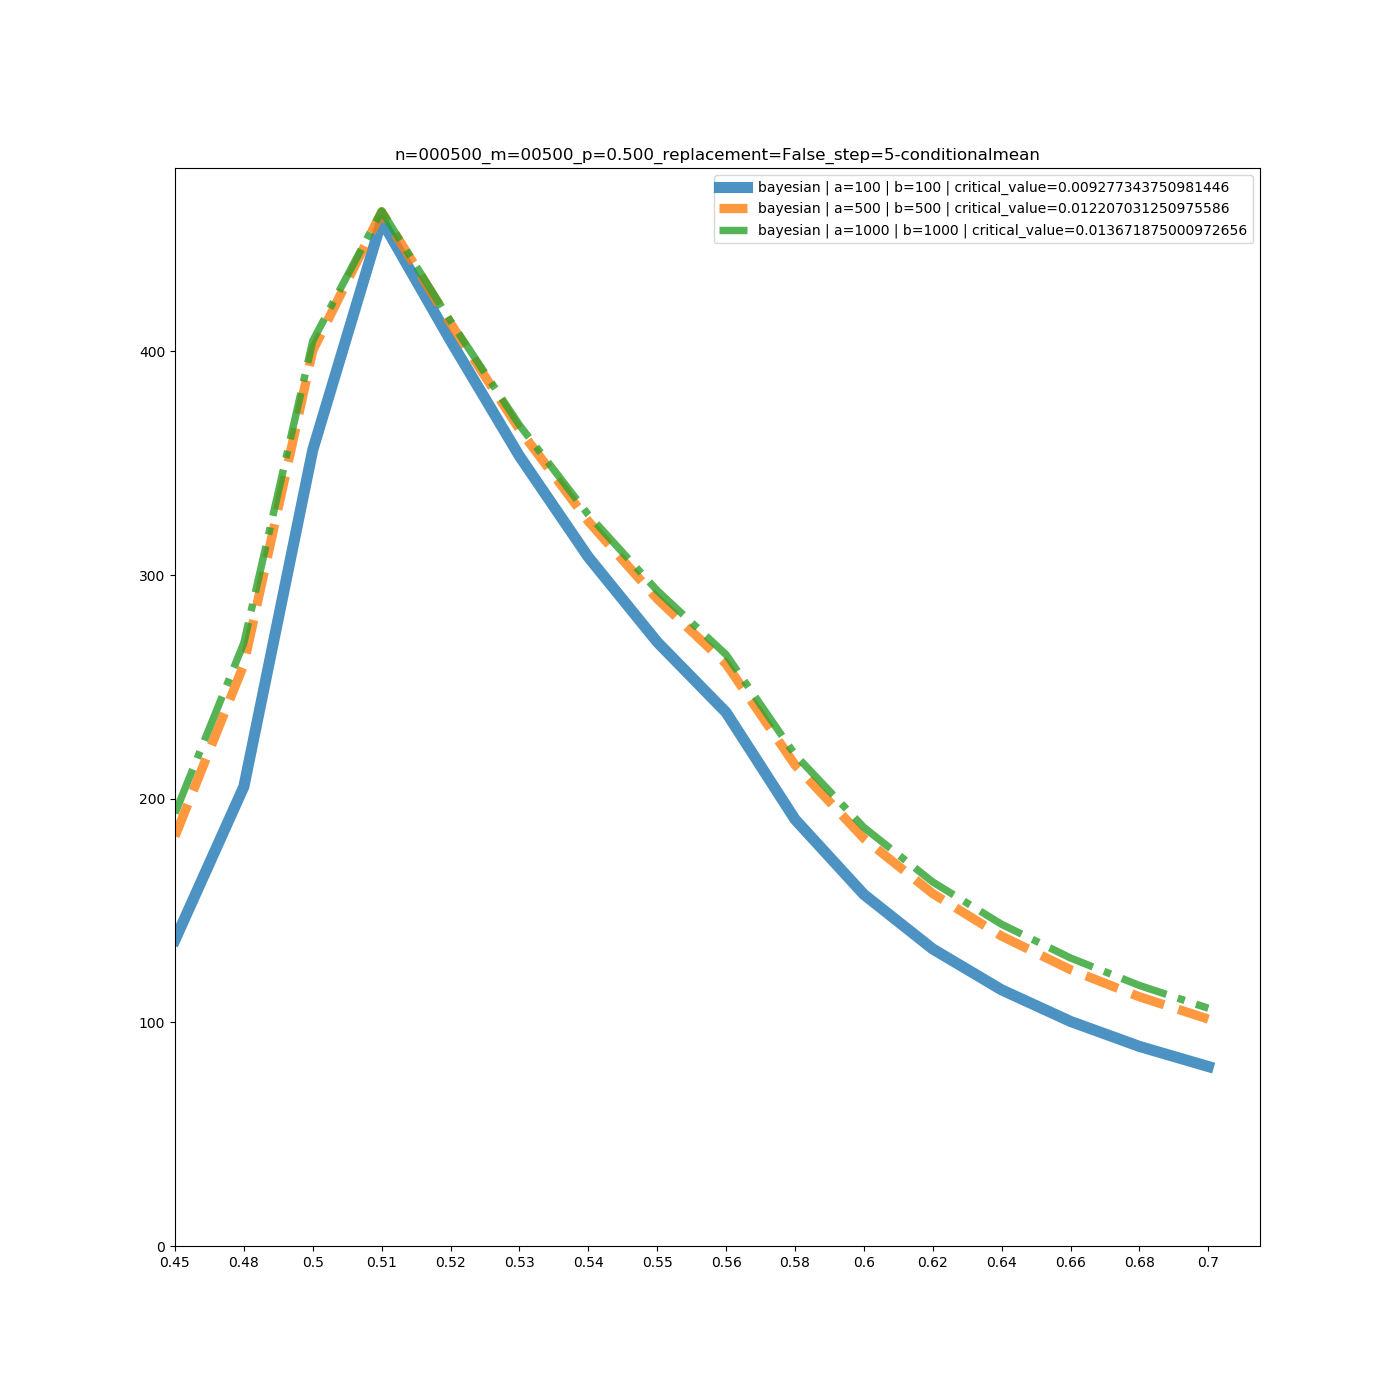 n=000500_m=00500_p=0.500_replacement=False_step=5-conditionalmean
bayesian | a=100 | b=100 | critical_value=0.009277343750981446
bayesian | a=500 | b=500 | critical_value=0.012207031250975586
bayesian | a=1000 | b=1000 | critical_value=0.013671875000972656
400
300
200
100
0
0.45 0.48 0.5 0.51 0.52 0.53 0.54 0.55 0.56 0.58 0.6 0.62 0.64 0.66 0.68 0.7